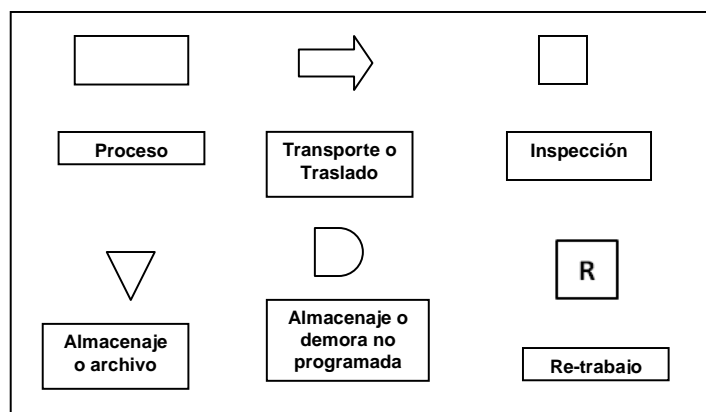 Proceso
Transporte o
Traslado
Inspección
R
Almacenaje
o archivo
Almacenaje o
demora no
programada
Re-trabajo